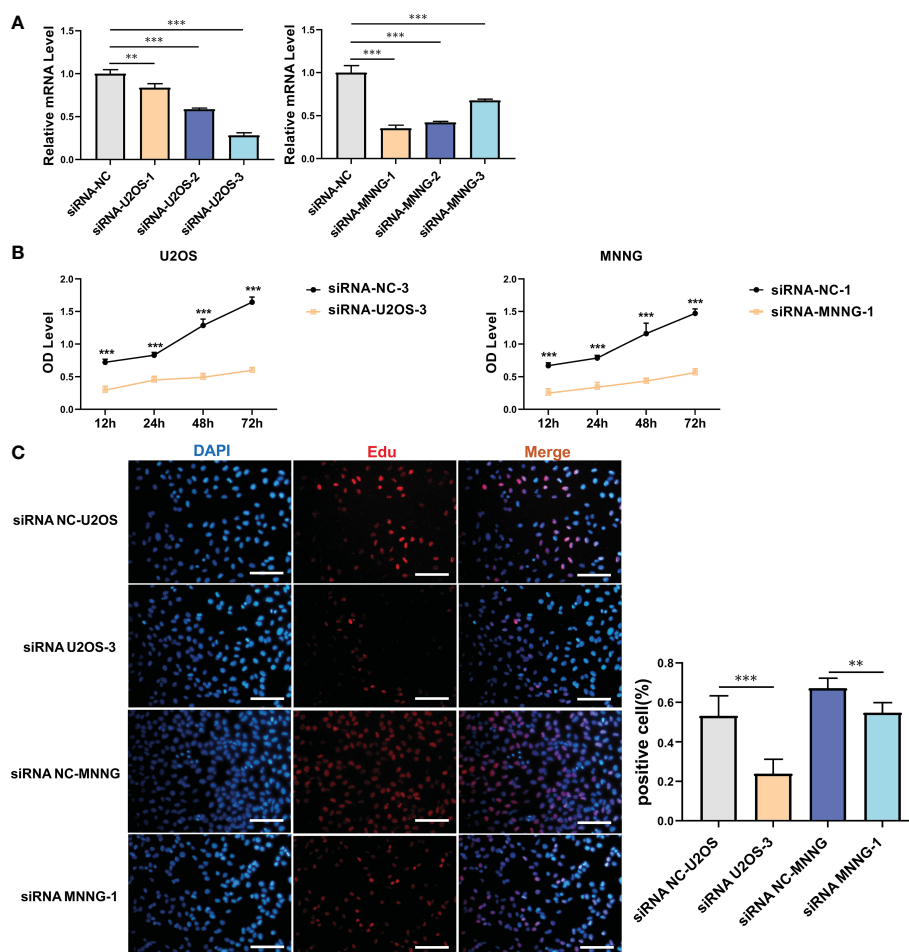 A
Relative mRNA Level
1.5
1.0
0.5
0.0
***
***
**
siRNA-NC
siRNA-U2OS-1
siRNA-U2OS-2
siRNA-U2OS-3
Relative mRNA Level
1.5
1.0
0.5
0.0
***
***
***
siRNA-NC
siRNA-MNNG-1
siRNA-MNNG-2
siRNA-MNNG-3
B
U2OS
OD Level
2.0
1.5
1.0
0.5
0.0
***
***
***
***
12h 24h 48h 72h
siRNA-NC-3
siRNA-U2OS-3
MNNG
OD Level
2.0
1.5
1.0
0.5
0.0
***
***
***
***
12h 24h 48h 72h
siRNA-NC-1
siRNA-MNNG-1
C
DAPI Edu Merge
siRNA NC-U2OS
siRNA U2OS-3
siRNA NC-MNNG
siRNA MNNG-1
positive cell(%)
0.8
0.6
0.4
0.2
0.0
***
**
siRNA NC-U2OS
siRNA U2OS-3
siRNA NC-MNNG
siRNA MNNG-1